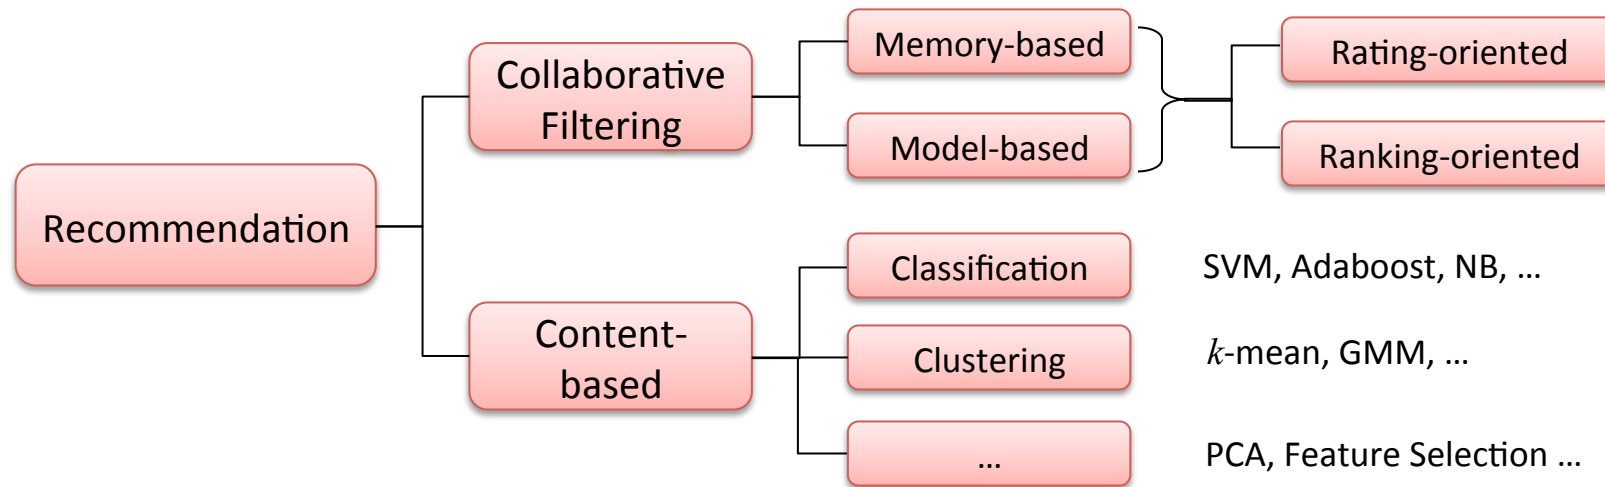 Memory-based
Rating-oriented
Collaborative
Filtering
Model-based
Ranking-oriented
Recommendation
Classification
SVM, Adaboost, NB, ...
Content-
based
Clustering
k-mean, GMM, ...
...
PCA, Feature Selection ...